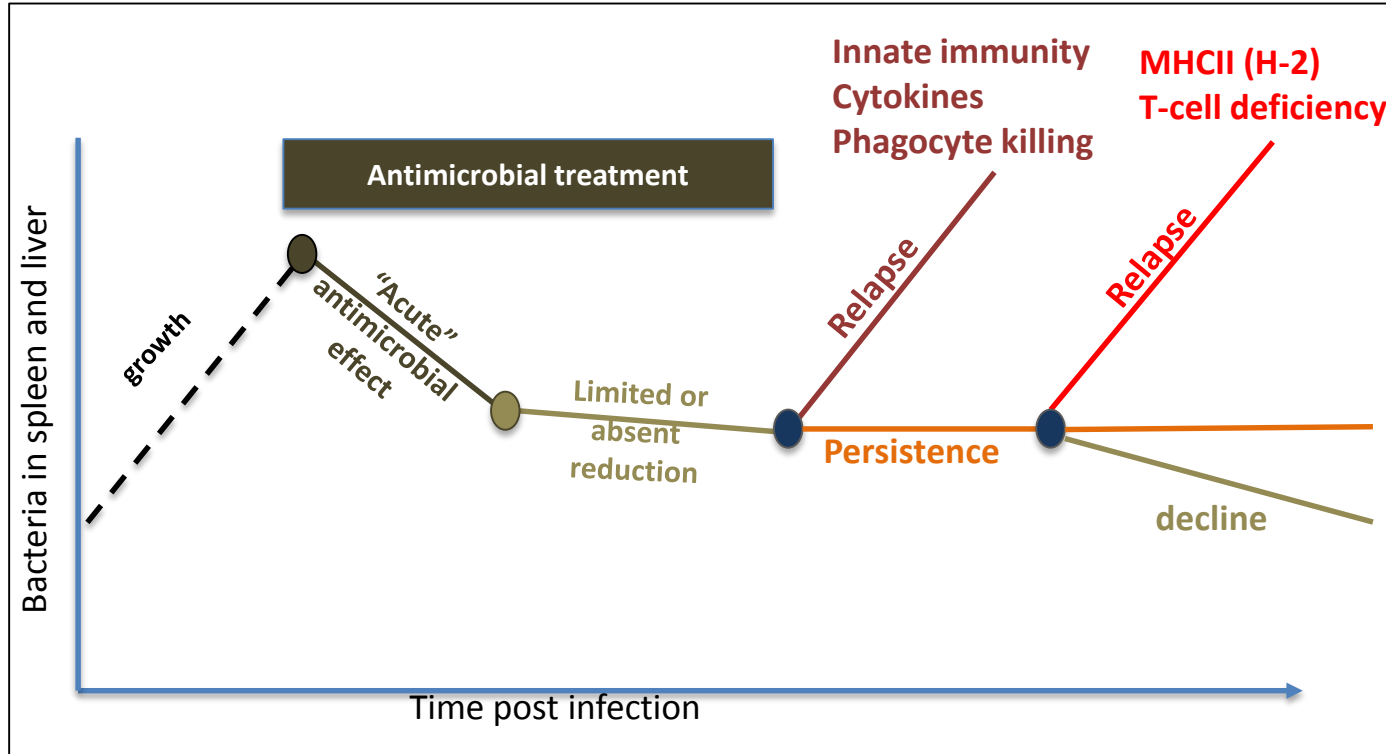 Innate immunity
Cytokines
Phagocyte killing
MHCII (H-2)
T-cell deficiency
Antimicrobial treatment
Bacteria in spleen and liver
growth
“Acute”
antimicrobial
effect
Limited or
absent
reduction
Relapse
Persistence
Relapse
decline
Time post infection